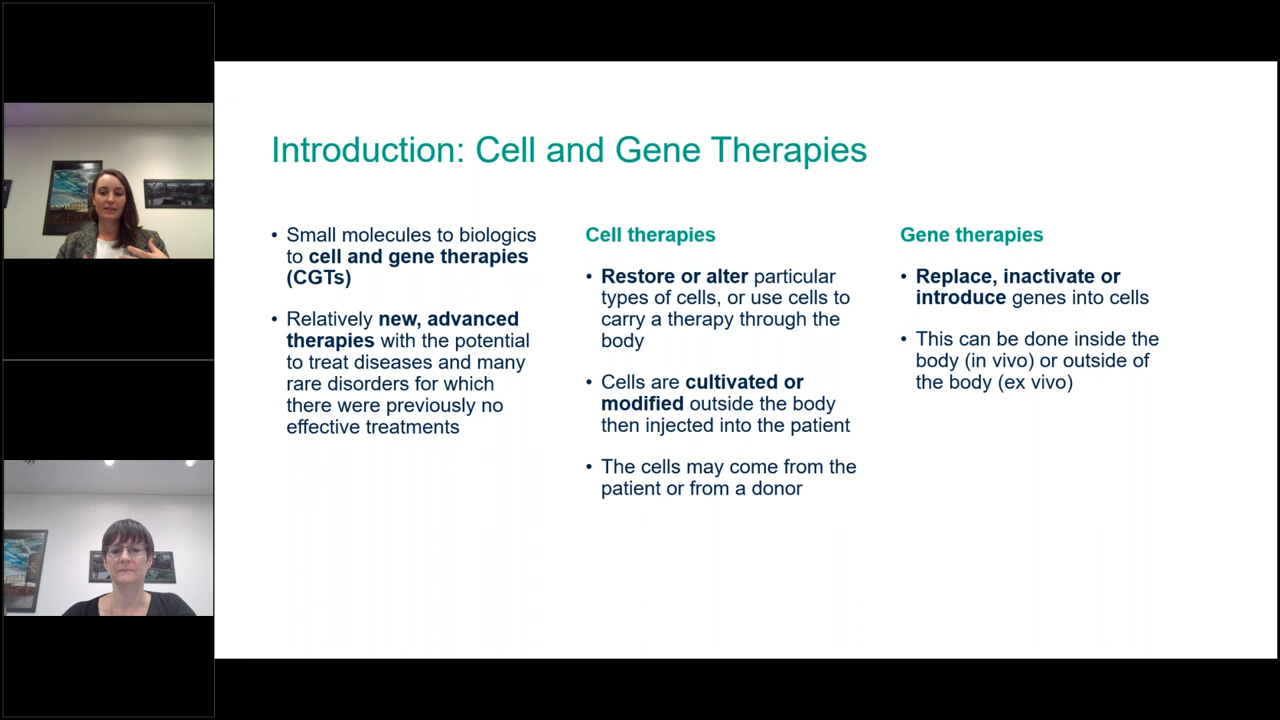 Introduction: Cell and Gene Therapies
• Small molecules to biologics
to cell and gene therapies
(CGTs)
• Relatively new, advanced
therapies with the potential
to treat diseases and many
rare disorders for which
there were previously no
effective treatments
Cell therapies
• Restore or alter particular
types of cells, or use cells to
carry a therapy through the
body
• Cells are cultivated or
modified outside the body
then injected into the patient
• The cells may come from the
patient or from a donor
Gene therapies
• Replace, inactivate or
introduce genes into cells
• This can be done inside the
body (in vivo) or outside of
the body (ex vivo)